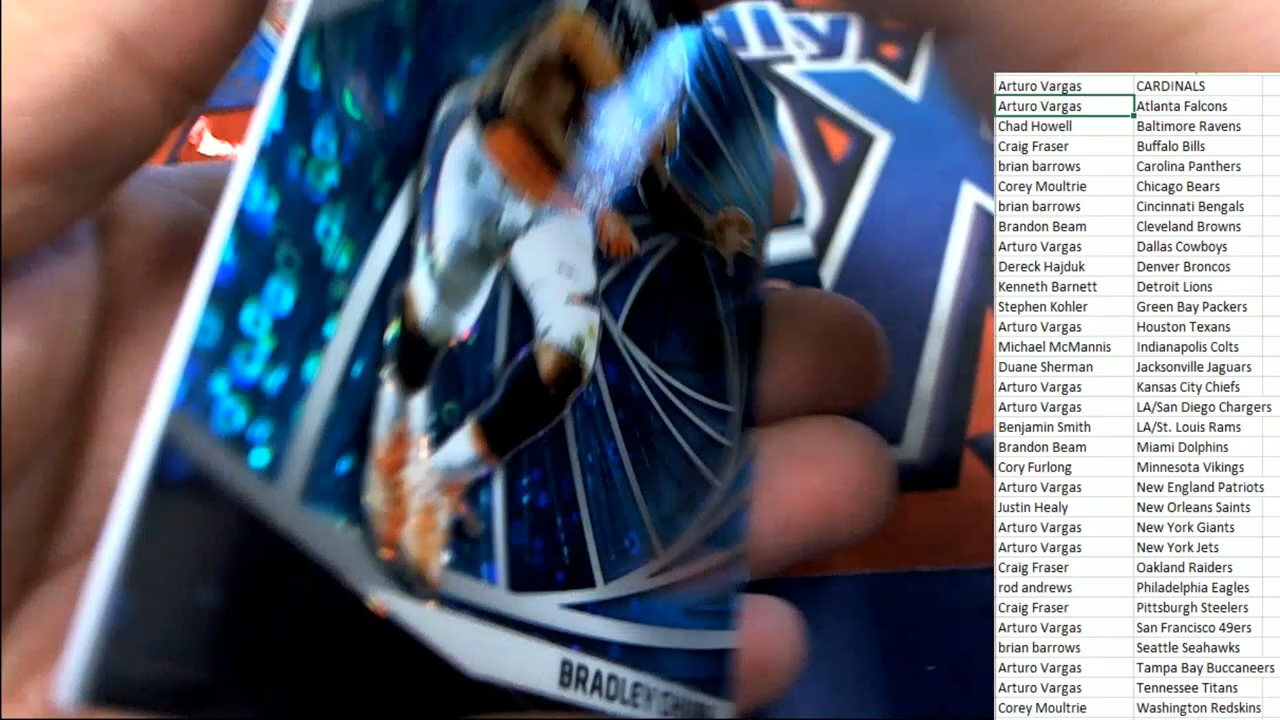 lly
BRADLEY
Arturo Vargas CARDINALS
Arturo Vargas Atlanta Falcons
Chad Howell Baltimore Ravens
Craig Fraser Buffalo Bills
brian barrows Carolina Panthers
Corey Moultrie Chicago Bears
brian barrows Cincinnati Bengals
Brandon Beam Cleveland Browns
Arturo Vargas Dallas Cowboys
Dereck Hajduk Denver Broncos
Kenneth Barnett Detroit Lions
Stephen Kohler Green Bay Packers
Arturo Vargas Houston Texans
Michael McMannis Indianapolis Colts
Duane Sherman Jacksonville Jaguars
Arturo Vargas Kansas City Chiefs
Arturo Vargas LA/San Diego Chargers
Benjamin Smith LA/St. Louis Rams
Brandon Beam Miami Dolphins
Cory Furlong Minnesota Vikings
Arturo Vargas New England Patriots
Justin Healy New Orleans Saints
Arturo Vargas New York Giants
Arturo Vargas New York Jets
Craig Fraser Oakland Raiders
rod andrews Philadelphia Eagles
Craig Fraser Pittsburgh Steelers
Arturo Vargas San Francisco 49ers
brian barrows Seattle Seahawks
Arturo Vargas Tampa Bay Buccaneers
Arturo Vargas Tennessee Titans
Corey Moultrie Washington Redskins